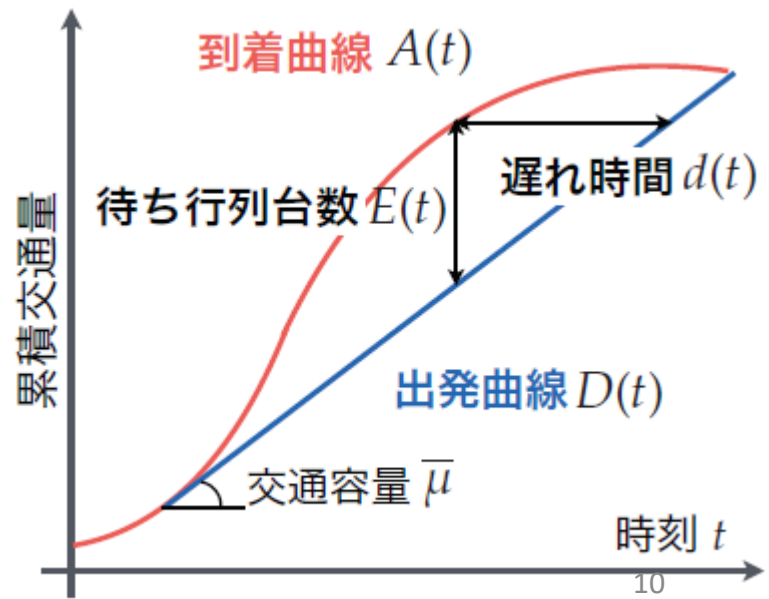 到着曲線 A(t)
遅れ時間 d(t)
待ち行列台数 E(t)
累積交通量
出発曲線 D(t)
交通容量 μ̅
時刻 t
10